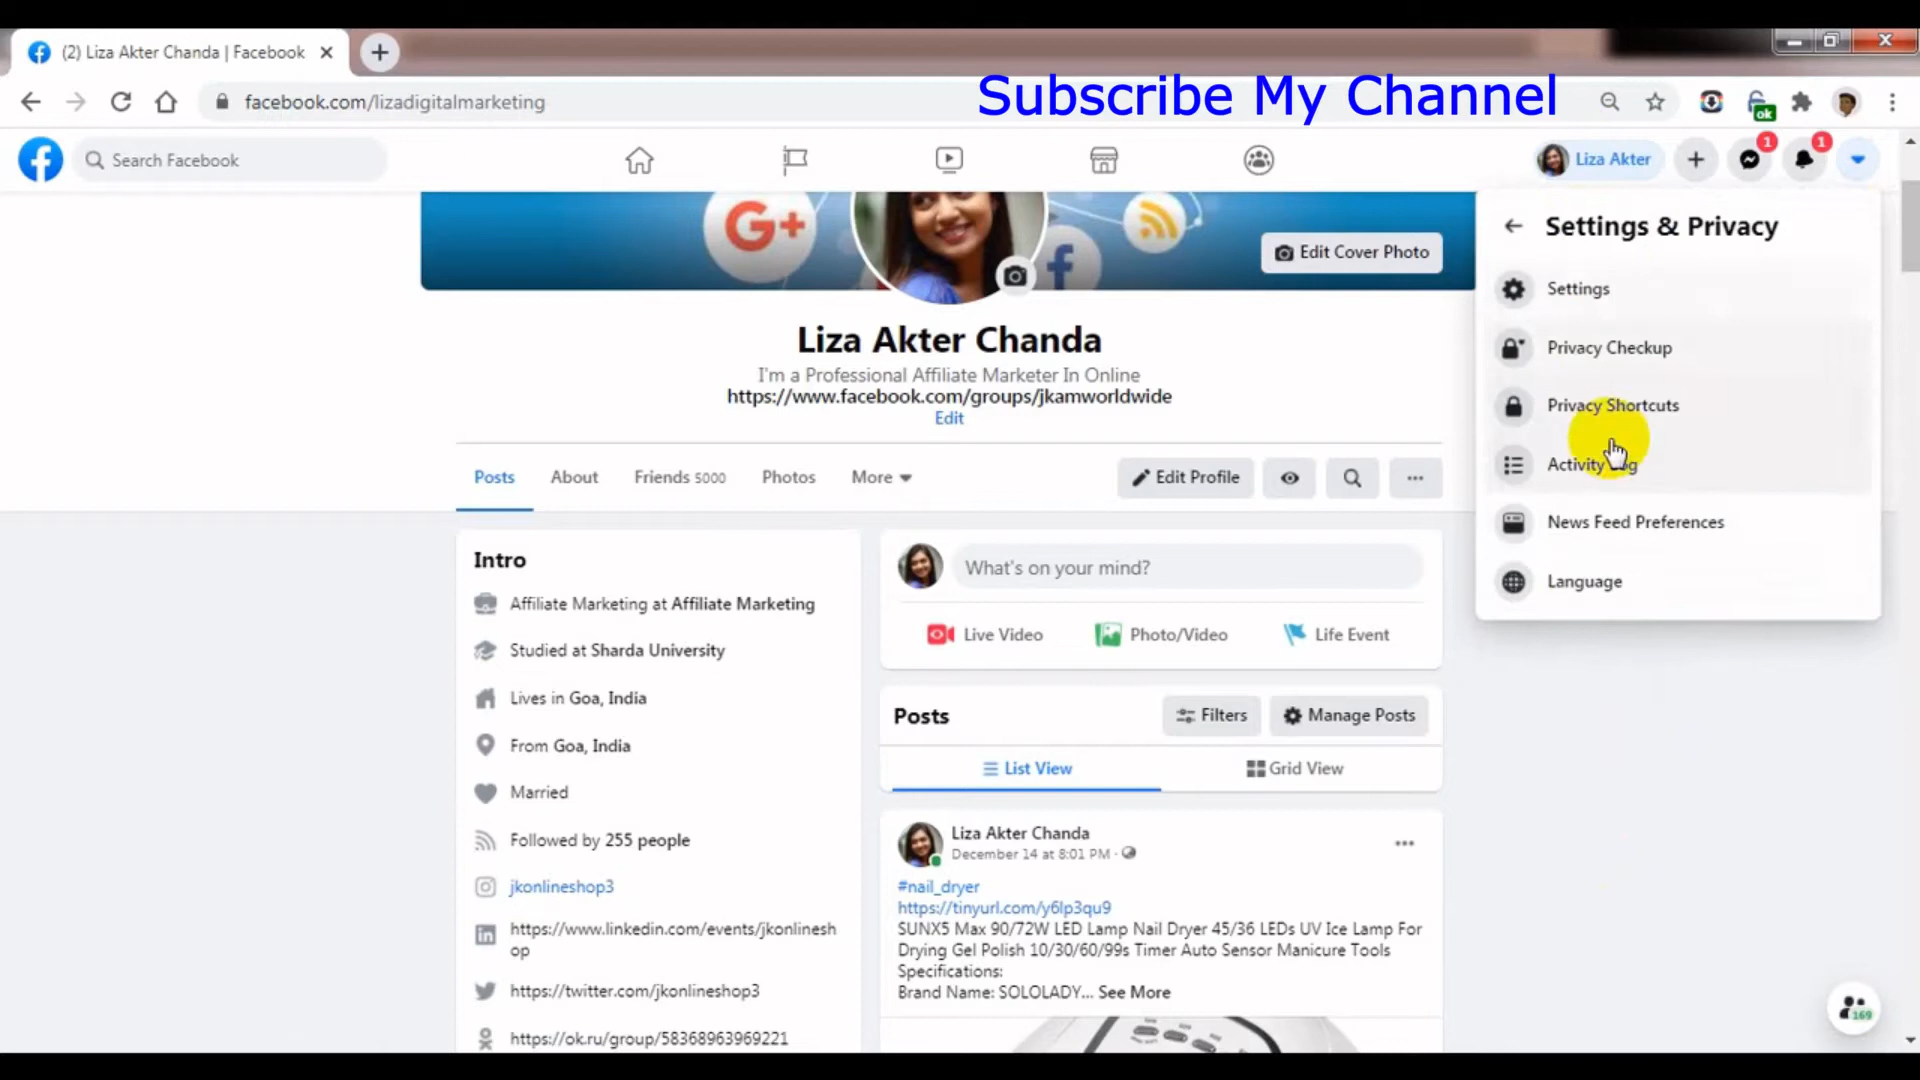 (2) Liza Akter Chanda | Facebook
facebook.com/lizadigitalmarketing
Subscribe My Channel
ok
Search Facebook
Liza Akter
1
1
G+
Edit Cover Photo
Settings & Privacy
Settings
Privacy Checkup
Privacy Shortcuts
Activity
News Feed Preferences
Language
Liza Akter Chanda
I'm a Professional Affiliate Marketer In Online
https://www.facebook.com/groups/jkamworldwide
Edit
Posts About Friends 5000 Photos More
Edit Profile
Intro
Affiliate Marketing at Affiliate Marketing
Studied at Sharda University
Lives in Goa, India
From Goa, India
Married
Followed by 255 people
jkonlineshop3
https://www.linkedin.com/events/jkonlinesh
op
https://twitter.com/jkonlineshop3
https://ok.ru/group/58368963969221
What's on your mind?
Live Video Photo/Video Life Event
Posts Filters Manage Posts
List View Grid View
Liza Akter Chanda
December 14 at 8:01 PM ·
#nail_dryer
https://tinyurl.com/y6lp3qu9
SUNX5 Max 90/72W LED Lamp Nail Dryer 45/36 LEDs UV Ice Lamp For
Drying Gel Polish 10/30/60/99s Timer Auto Sensor Manicure Tools
Specifications:
Brand Name: SOLOLADY... See More
169